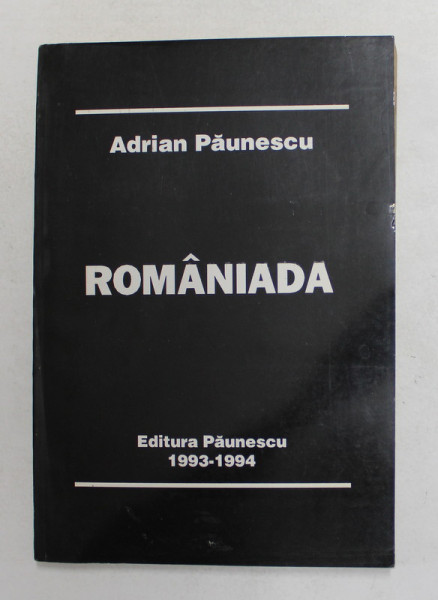 Adrian Păunescu
ROMÂNIADA
Editura Păunescu
1993-1994